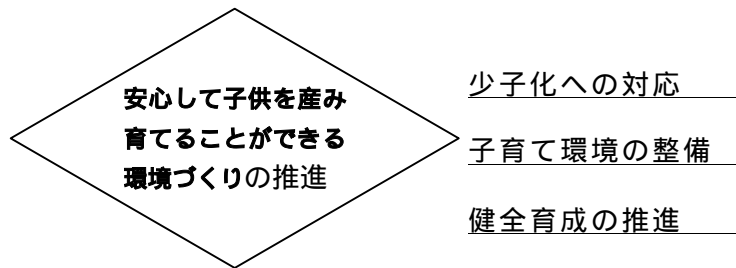 安心して子供を産み
育てることができる
環境づくりの推進
少子化への対応
子育て環境の整備
健全育成の推進